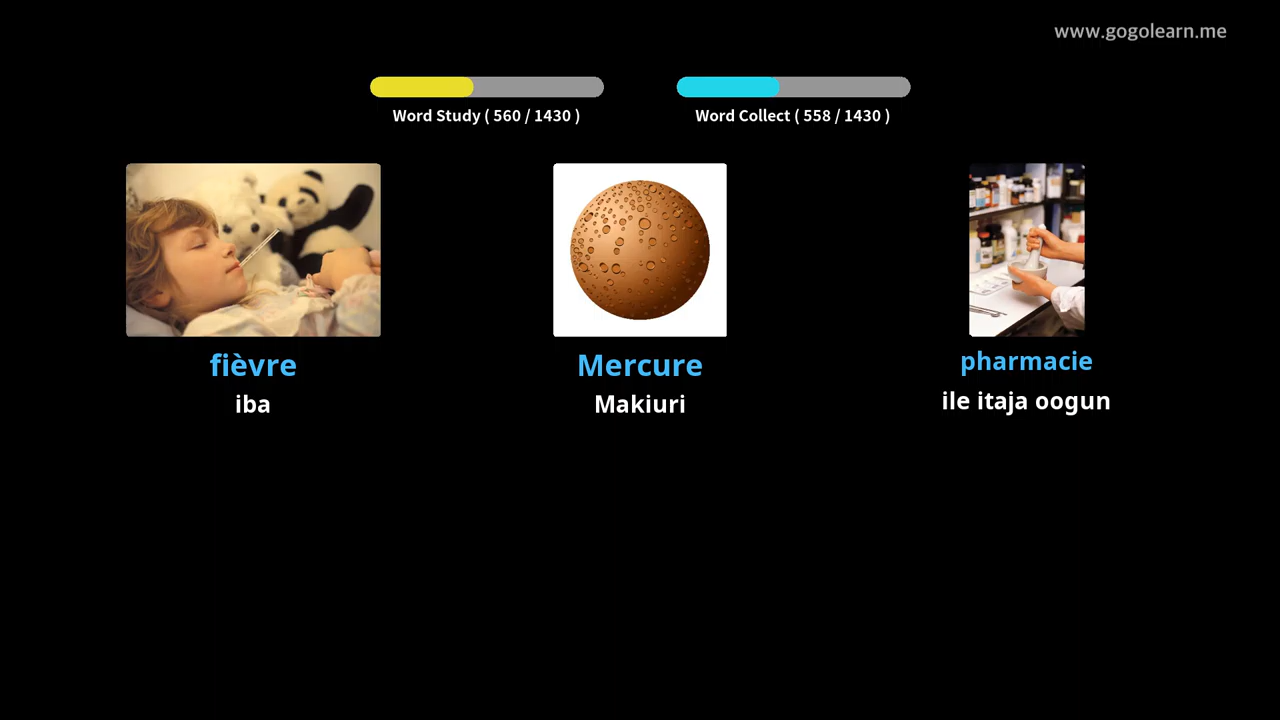 www.gogolearn.me
Word Study ( 560 / 1430 )
Word Collect ( 558 / 1430 )
fièvre
iba
Mercure
Makiuri
pharmacie
ile itaja oogun